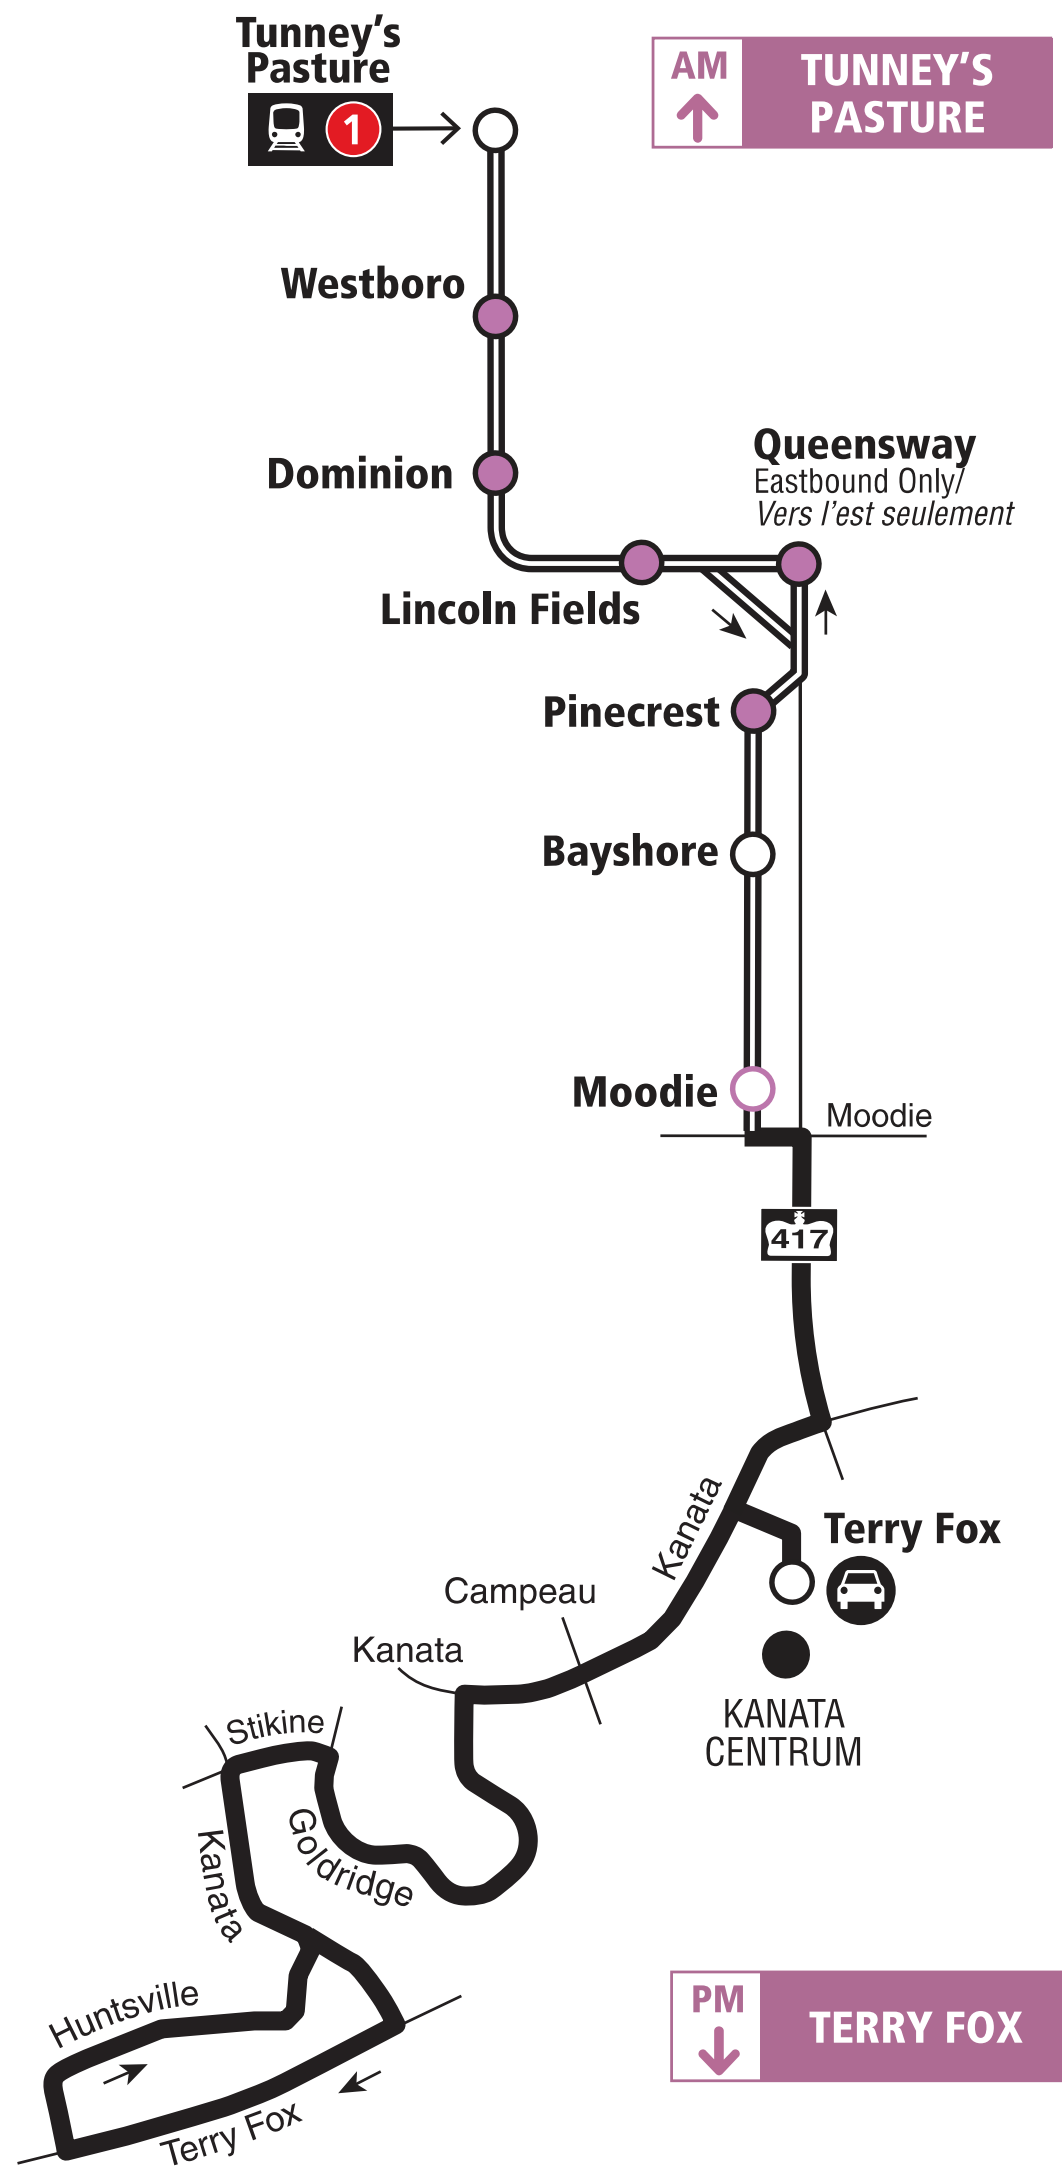 Tunney's
Pasture
1
AM
TUNNEY'S
PASTURE
Westboro
Dominion
Queensway
Eastbound Only/
Vers l'est seulement
Lincoln Fields
Pinecrest
Bayshore
Moodie
Moodie
417
Kanata
Terry Fox
Campeau
Kanata
KANATA
CENTRUM
Stikine
Goldridge
Kanata
Huntsville
Terry Fox
PM
TERRY FOX